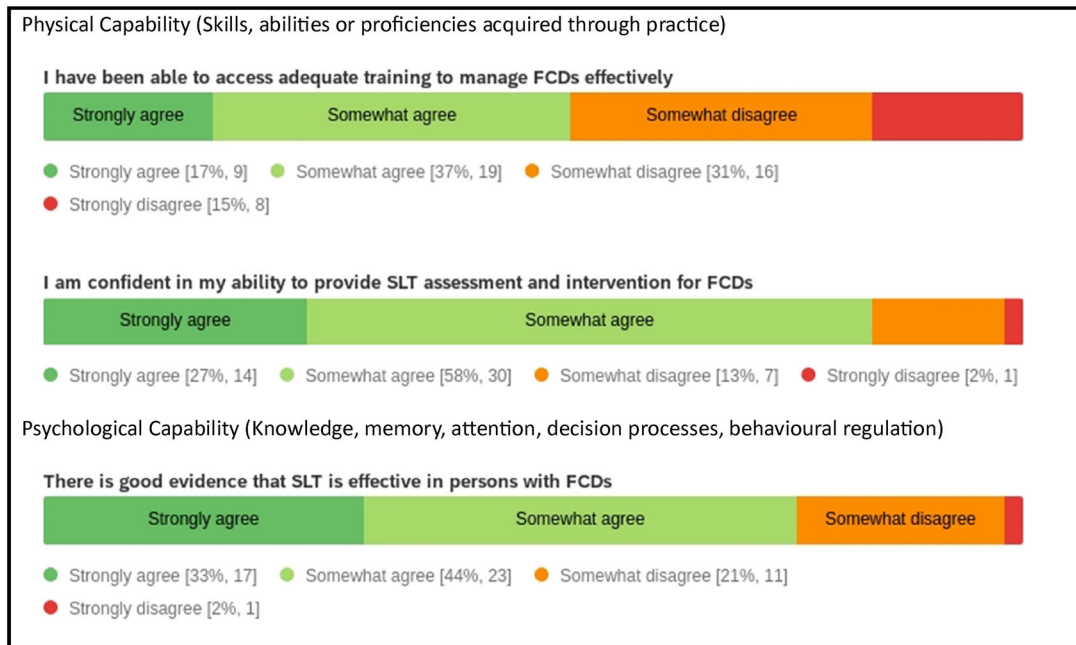 Physical Capability (Skills, abilities or proficiencies acquired through practice)
I have been able to access adequate training to manage FCDs effectively
Strongly agree Somewhat agree Somewhat disagree
Strongly agree [17%, 9] Somewhat agree [37%, 19] Somewhat disagree [31%, 16]
Strongly disagree [15%, 8]
I am confident in my ability to provide SLT assessment and intervention for FCDs
Strongly agree Somewhat agree
Strongly agree [27%, 14] Somewhat agree [58%, 30] Somewhat disagree [13%, 7] Strongly disagree [2%, 1]
Psychological Capability (Knowledge, memory, attention, decision processes, behavioural regulation)
There is good evidence that SLT is effective in persons with FCDs
Strongly agree Somewhat agree Somewhat disagree
Strongly agree [33%, 17] Somewhat agree [44%, 23] Somewhat disagree [21%, 11]
Strongly disagree [2%, 1]